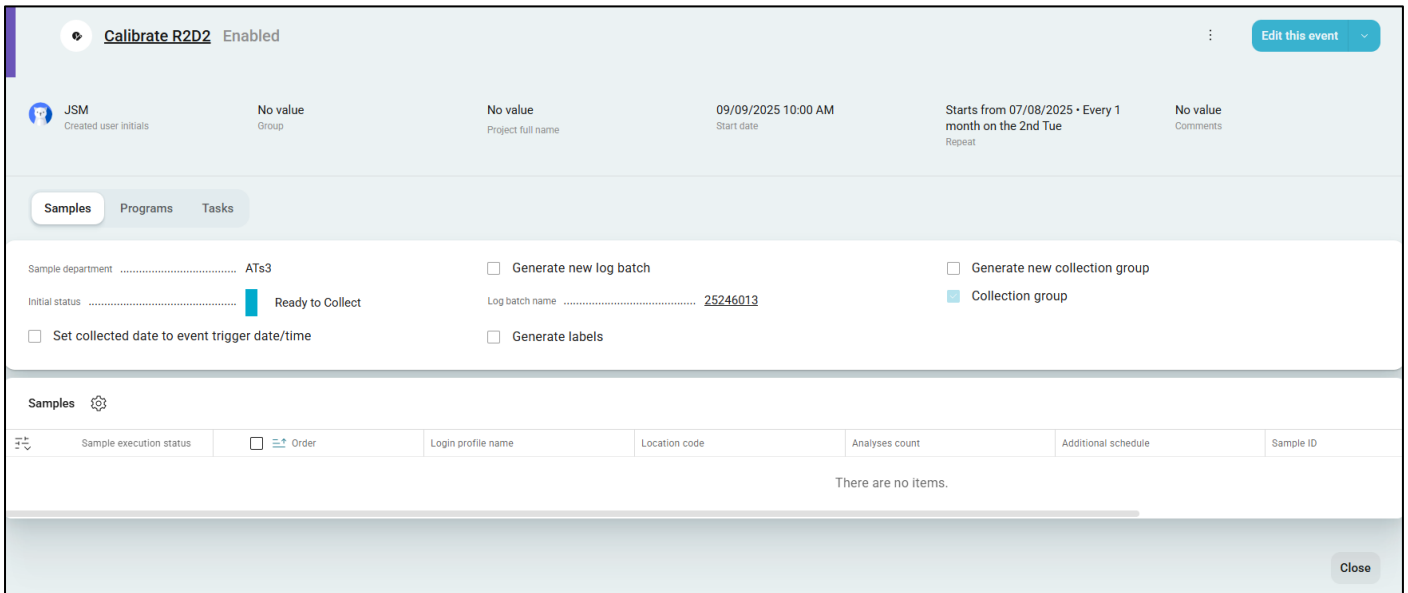 Calibrate R2D2 Enabled
Edit this event
JSM
Created user initials
No value
Group
No value
Project full name
09/09/2025 10:00 AM
Start date
Starts from 07/08/2025 • Every 1
month on the 2nd Tue
Repeat
No value
Comments
Samples Programs Tasks
Sample department ATs3
Generate new log batch
Generate new collection group
Initial status Ready to Collect
Log batch name 25246013
Collection group
Set collected date to event trigger date/time
Generate labels
Samples
Sample execution status Order Login profile name Location code Analyses count Additional schedule Sample ID
There are no items.
Close